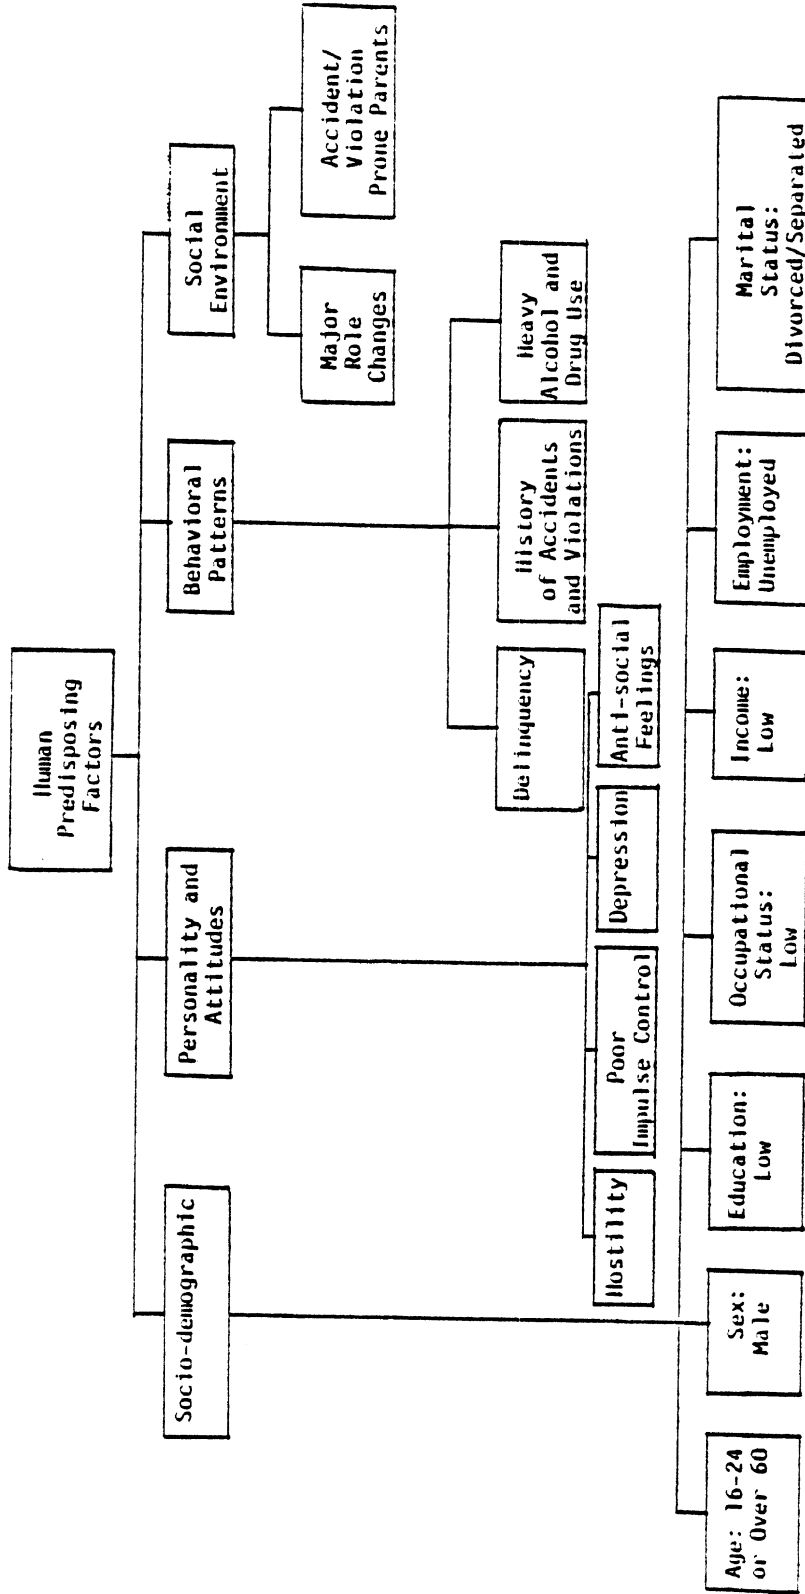 Human
Predisposing
Factors
Socio-demographic
Personality and
Attitudes
Behavioral
Patterns
Social
Environment
Major
Role
Changes
Accident/
Violation
Prone Parents
Delinquency
History
of Accidents
and Violations
Heavy
Alcohol and
Drug Use
Hostility
Poor
Impulse Control
Depression
Anti-social
Feelings
Age: 16-24
or Over 60
Sex:
Male
Education:
Low
Occupational
Status:
Low
Income:
Low
Employment:
Unemployed
Marital
Status:
Divorced/Separated